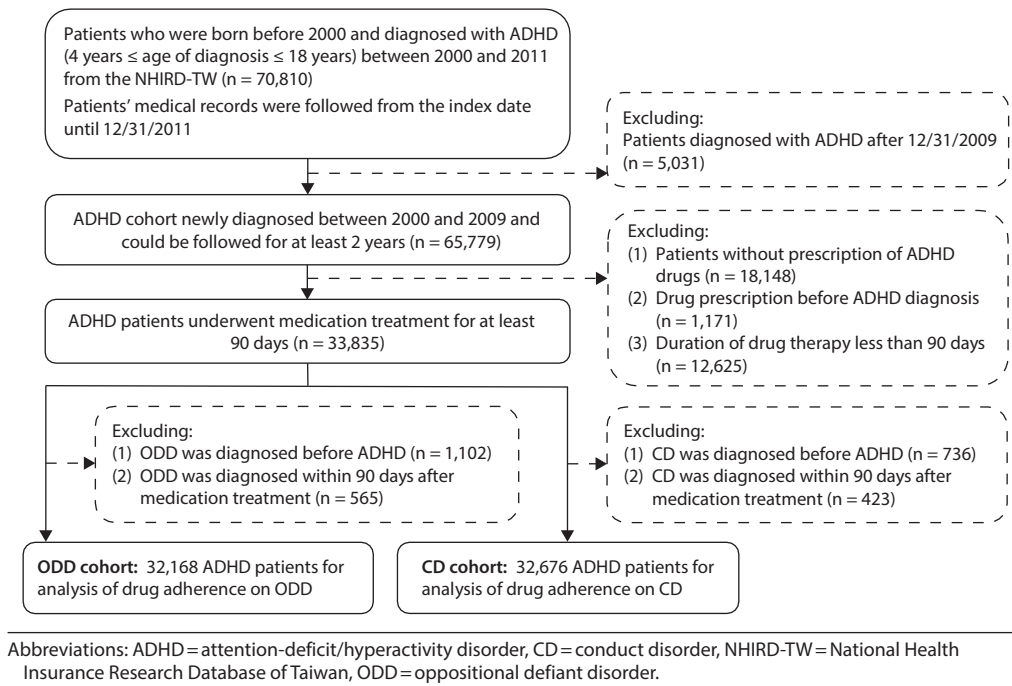 Patients who were born before 2000 and diagnosed with ADHD
(4 years ≤ age of diagnosis ≤ 18 years) between 2000 and 2011
from the NHIRD-TW (n = 70,810)
Patients’ medical records were followed from the index date
until 12/31/2011
Excluding:
Patients diagnosed with ADHD after 12/31/2009
(n = 5,031)
ADHD cohort newly diagnosed between 2000 and 2009 and
could be followed for at least 2 years (n = 65,779)
Excluding:
(1) Patients without prescription of ADHD
drugs (n = 18,148)
(2) Drug prescription before ADHD diagnosis
(n = 1,171)
(3) Duration of drug therapy less than 90 days
(n = 12,625)
ADHD patients underwent medication treatment for at least
90 days (n = 33,835)
Excluding:
(1) ODD was diagnosed before ADHD (n = 1,102)
(2) ODD was diagnosed within 90 days after
medication treatment (n = 565)
Excluding:
(1) CD was diagnosed before ADHD (n = 736)
(2) CD was diagnosed within 90 days after
medication treatment (n = 423)
ODD cohort: 32,168 ADHD patients for
analysis of drug adherence on ODD
CD cohort: 32,676 ADHD patients for
analysis of drug adherence on CD
Abbreviations: ADHD = attention-deficit/hyperactivity disorder, CD = conduct disorder, NHIRD-TW = National Health
Insurance Research Database of Taiwan, ODD = oppositional defiant disorder.